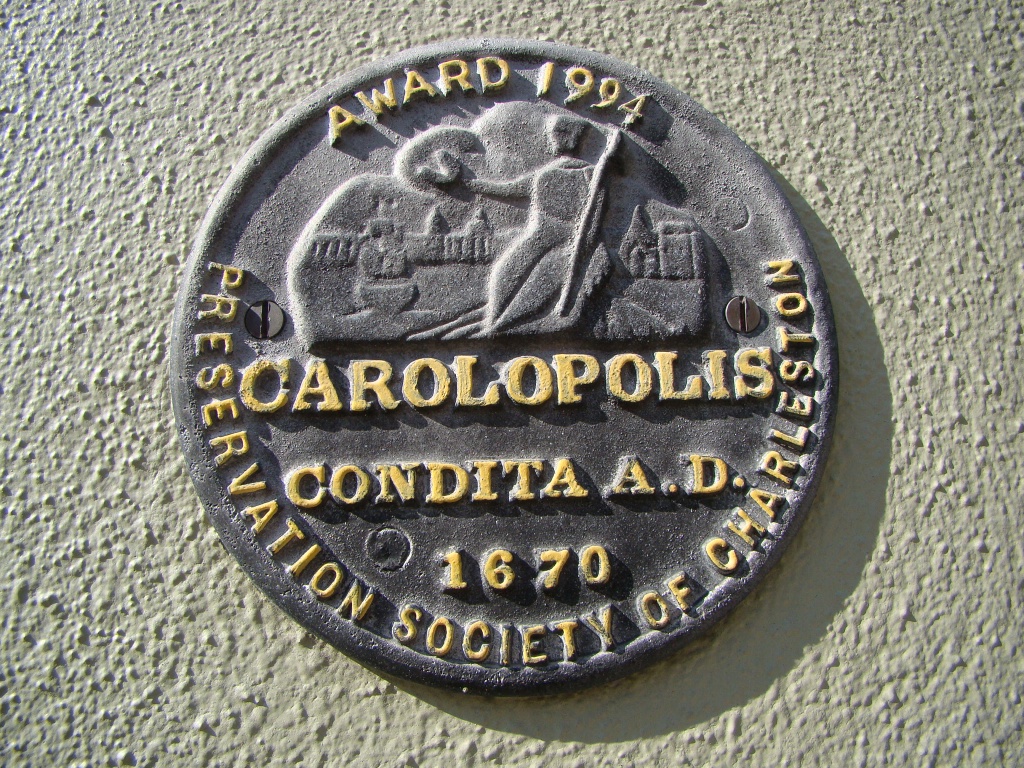 AWARD 1994
CAROLOPOLIS
CONDITA A.D.
1670
PRESERVATION SOCIETY OF CHARLESTON